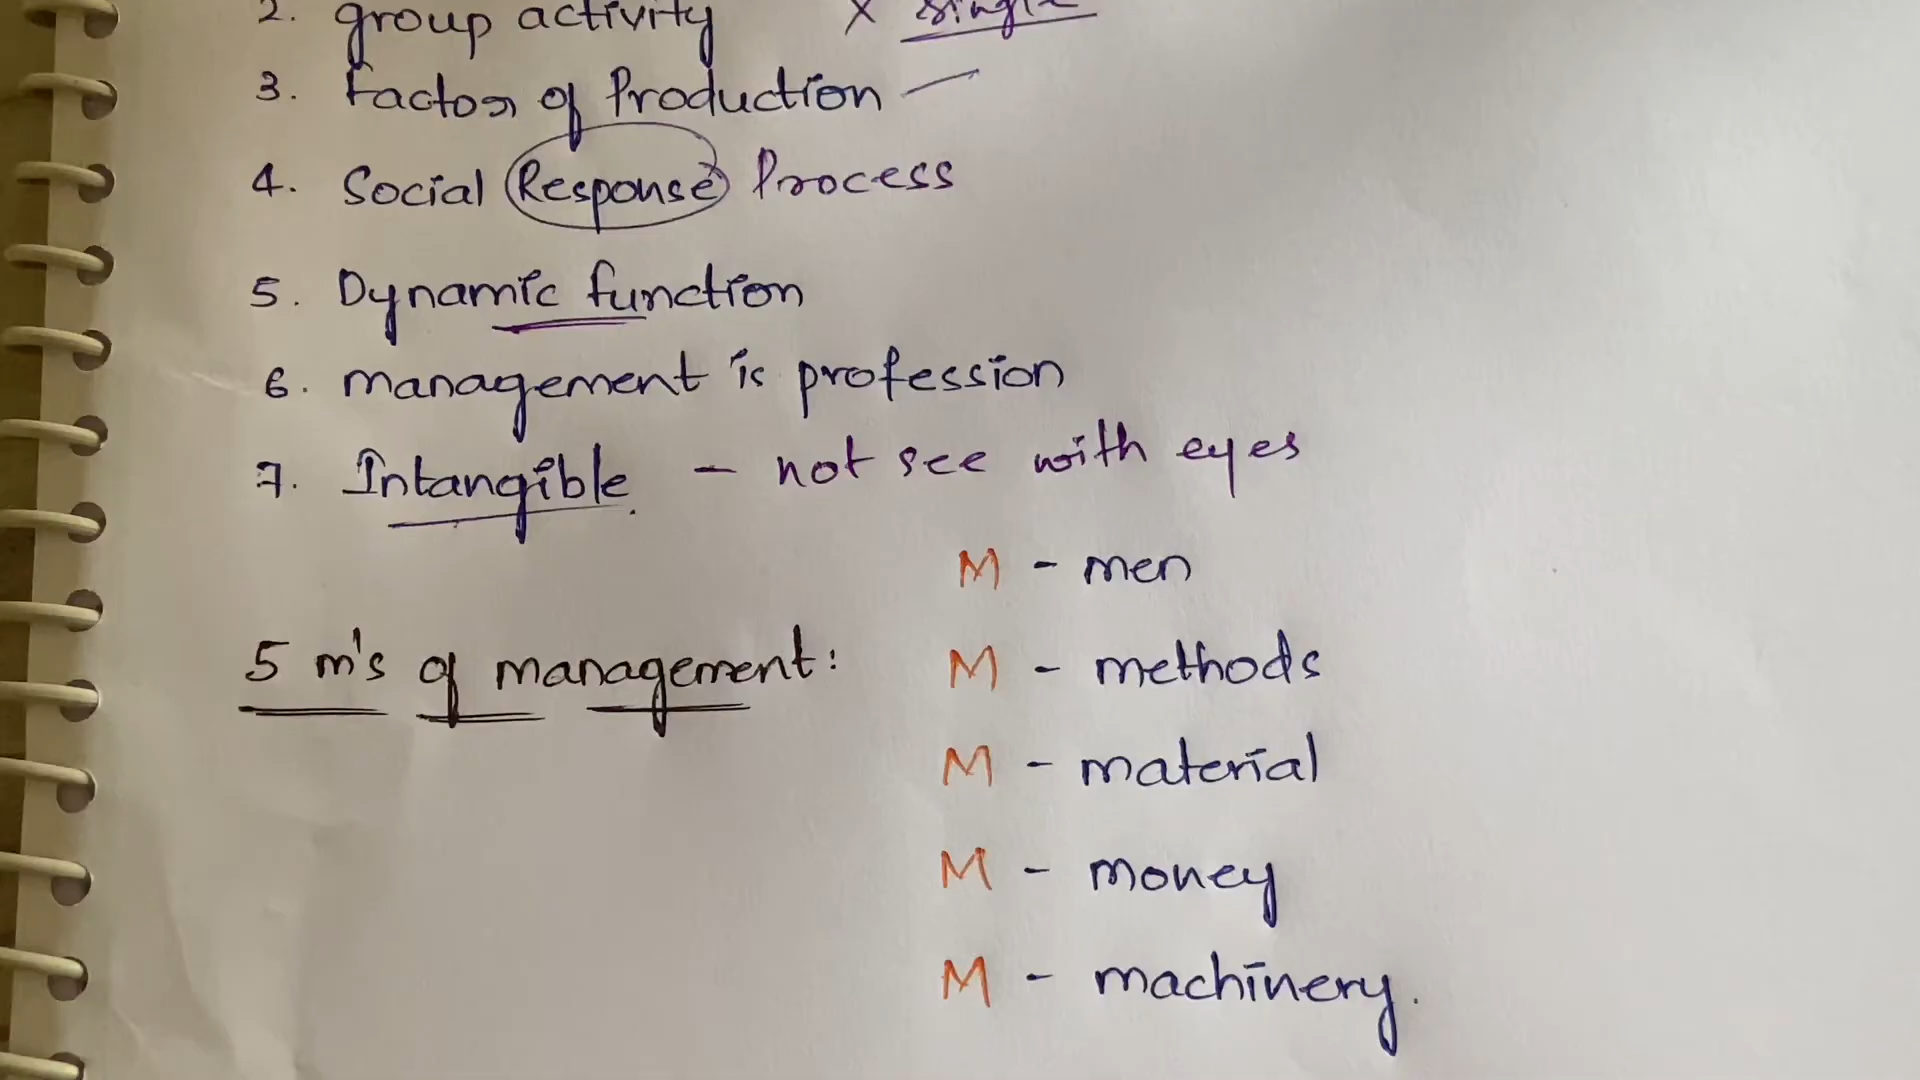 2. group activity X single
3. Factor of Production —
4. Social Response Process
5. Dynamic function
6. management is profession
7. Intangible. — not see with eyes
M - men
5 m's of management: M - methods
M - material
M - money
M - machinery.